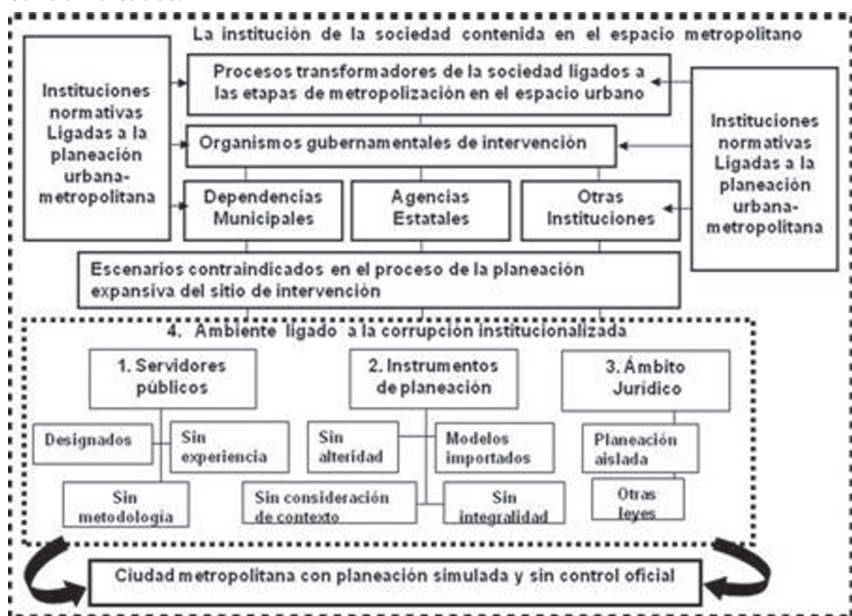 La institución de la sociedad contenida en el espacio metropolitano
Instituciones
normativas
Ligadas a la
planeación
urbana-
metropolitana
Procesos transformadores de la sociedad ligados a
las etapas de metropolización en el espacio urbano
Organismos gubernamentales de intervención
Dependencias
Municipales
Agencias
Estatales
Otras
Instituciones
Instituciones
normativas
Ligadas a la
planeación
urbana-
metropolitana
Escenarios contraindicados en el proceso de la planeación
expansiva del sitio de intervención
4. Ambiente ligado a la corrupción institucionalizada
1. Servidores
públicos
2. Instrumentos
de planeación
3. Ámbito
Jurídico
Designados
Sin
experiencia
Sin
alteridad
Modelos
importados
Planeación
aislada
Sin
metodología
Sin consideración
de contexto
Sin
integralidad
Otras
leyes
Ciudad metropolitana con planeación simulada y sin control oficial